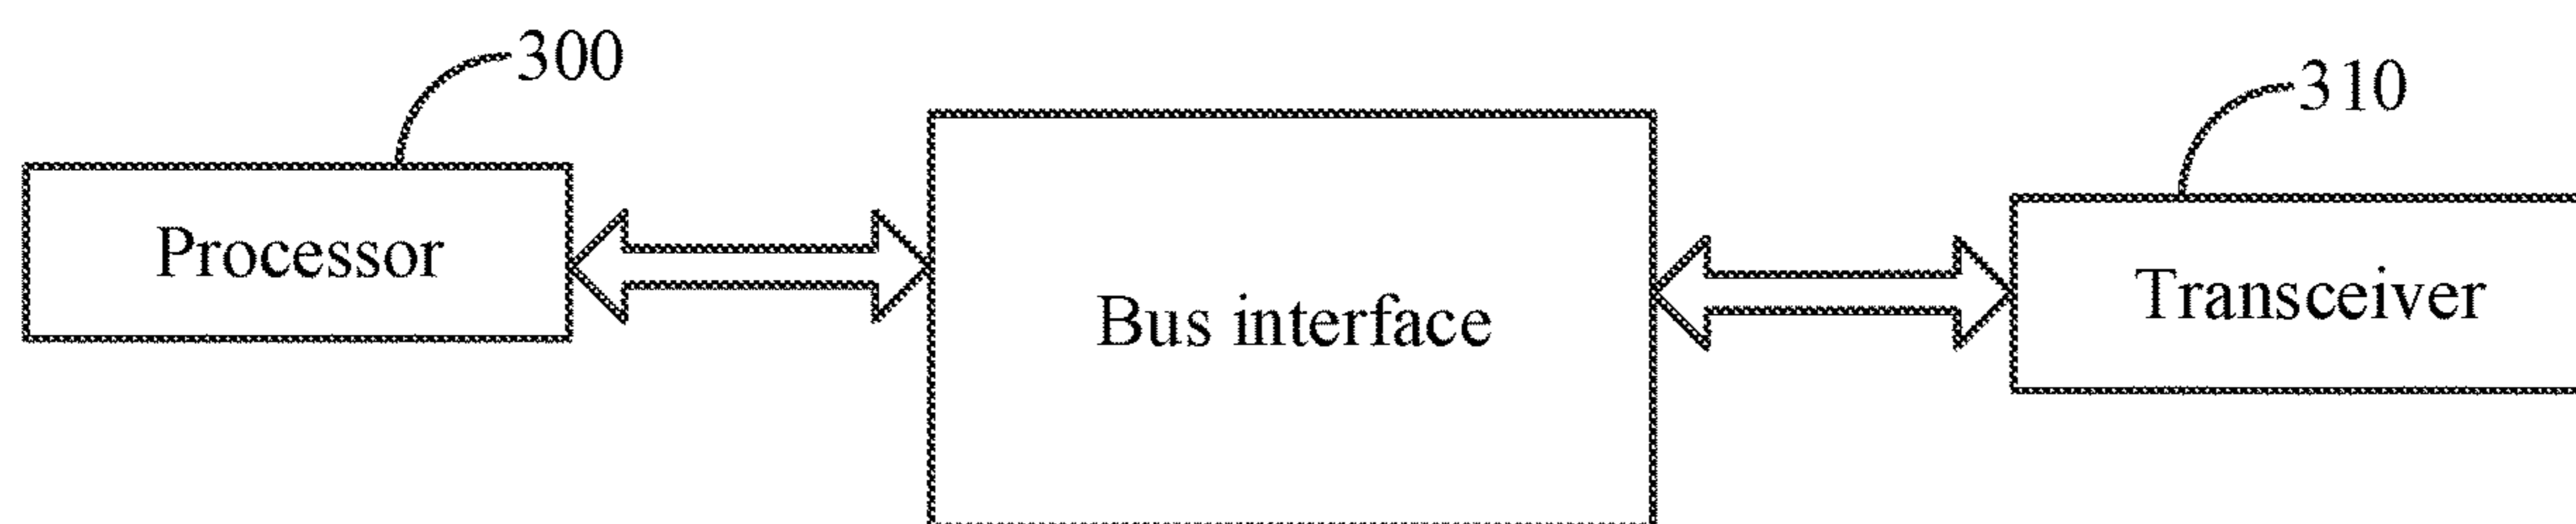 300
310
Processor
Bus interface
Transceiver